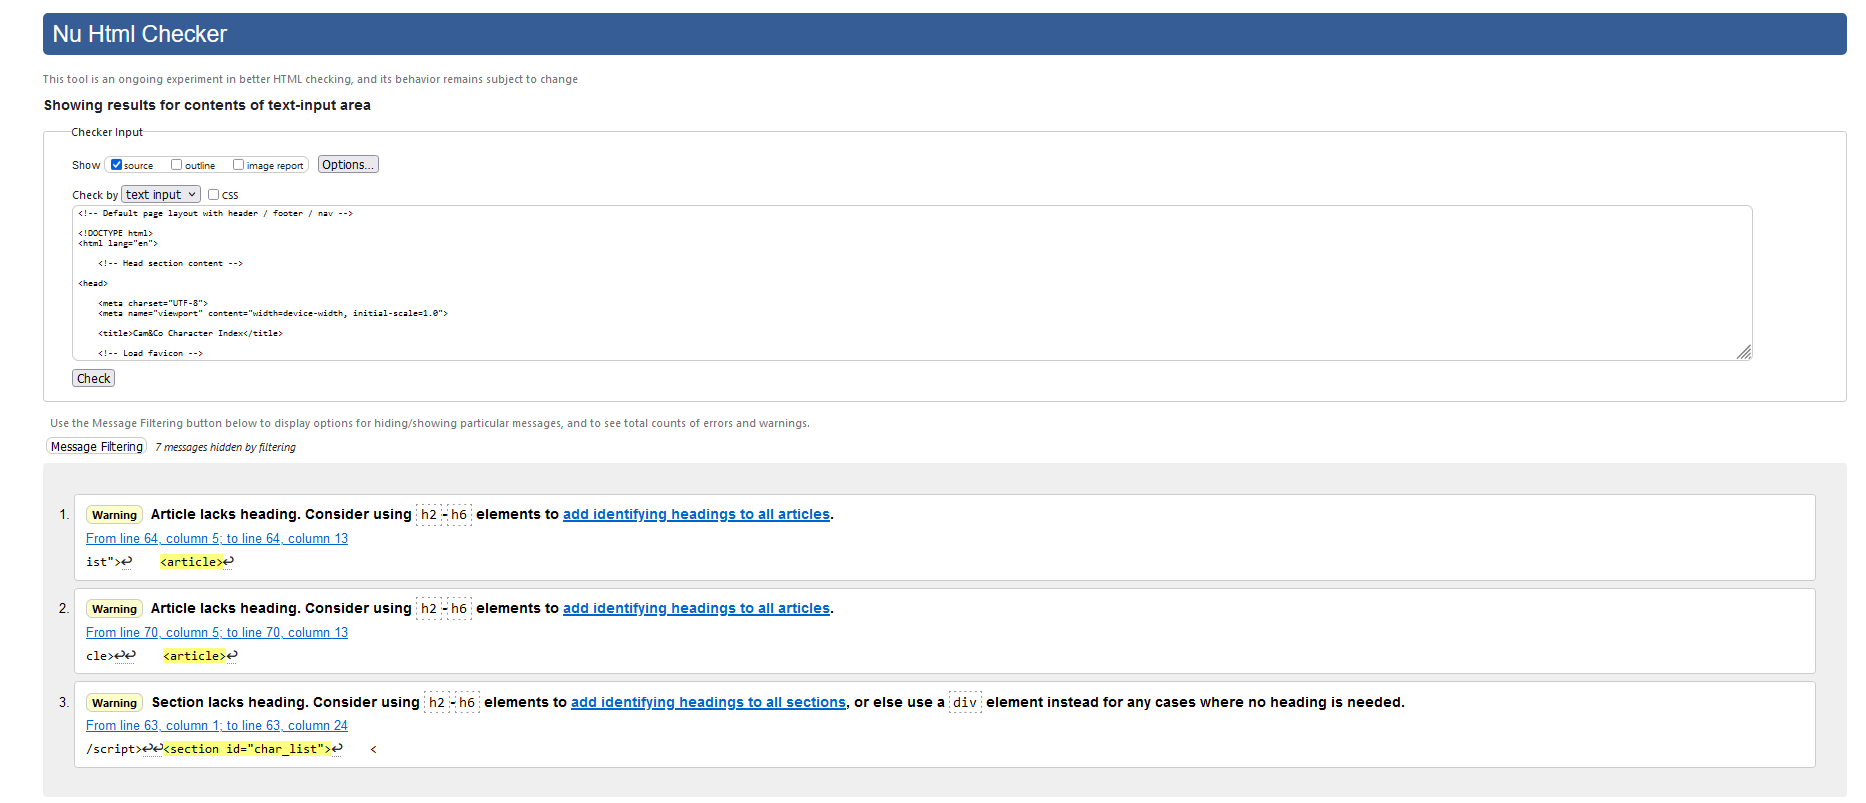 Nu Html Checker
This tool is an ongoing experiment in better HTML checking, and its behavior remains subject to change
Showing results for contents of text-input area
Checker Input
Show source outline image report Options...
Check by text input css
<!-- Default page layout with header / footer / nav -->
<!DOCTYPE html>
<html lang="en">
<!-- Head section content -->
<head>
<meta charset="UTF-8">
<meta name="viewport" content="width=device-width, initial-scale=1.0">
<title>Cam&Co Character Index</title>
<!-- Load favicon -->
Check
Use the Message Filtering button below to display options for hiding/showing particular messages, and to see total counts of errors and warnings.
Message Filtering 7 messages hidden by filtering
1. Warning Article lacks heading. Consider using h2-h6 elements to add identifying headings to all articles.
From line 64, column 5; to line 64, column 13
ist">↩ <article>↩
2. Warning Article lacks heading. Consider using h2-h6 elements to add identifying headings to all articles.
From line 70, column 5; to line 70, column 13
cle>↩↩ <article>↩
3. Warning Section lacks heading. Consider using h2-h6 elements to add identifying headings to all sections, or else use a div element instead for any cases where no heading is needed.
From line 63, column 1; to line 63, column 24
/script>↩↩<section id="char_list">↩ <